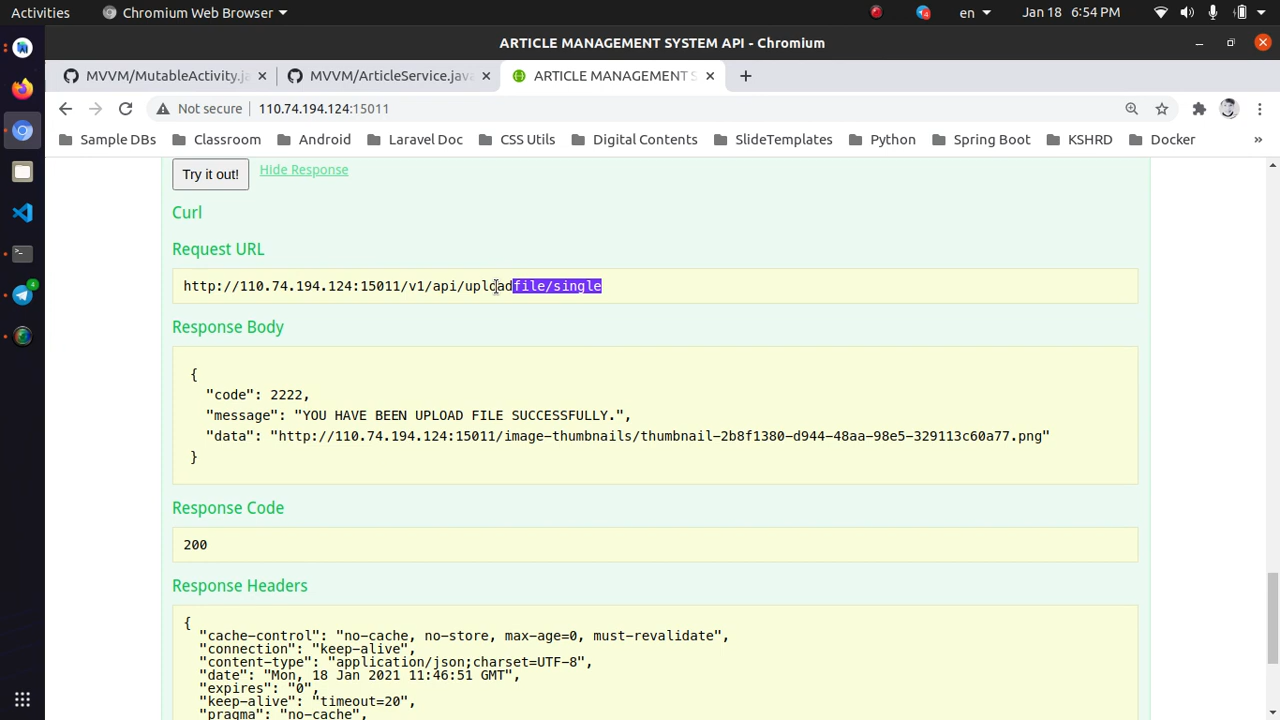 Activities Chromium Web Browser 4 en Jan 18 6:54 PM
ARTICLE MANAGEMENT SYSTEM API - Chromium
MVVM/MutableActivity.ja MVVM/ArticleService.java ARTICLE MANAGEMENT S
Not secure 110.74.194.124:15011
Sample DBs Classroom Android Laravel Doc CSS Utils Digital Contents SlideTemplates Python Spring Boot KSHRD Docker »
Try it out! Hide Response
Curl
Request URL
http://110.74.194.124:15011/v1/api/uploadfile/single
4
Response Body
{
"code": 2222,
"message": "YOU HAVE BEEN UPLOAD FILE SUCCESSFULLY.",
"data": "http://110.74.194.124:15011/image-thumbnails/thumbnail-2b8f1380-d944-48aa-98e5-329113c60a77.png"
}
Response Code
200
Response Headers
{
"cache-control": "no-cache, no-store, max-age=0, must-revalidate",
"connection": "keep-alive",
"content-type": "application/json;charset=UTF-8",
"date": "Mon, 18 Jan 2021 11:46:51 GMT",
"expires": "0",
"keep-alive": "timeout=20",
"pragma": "no-cache",